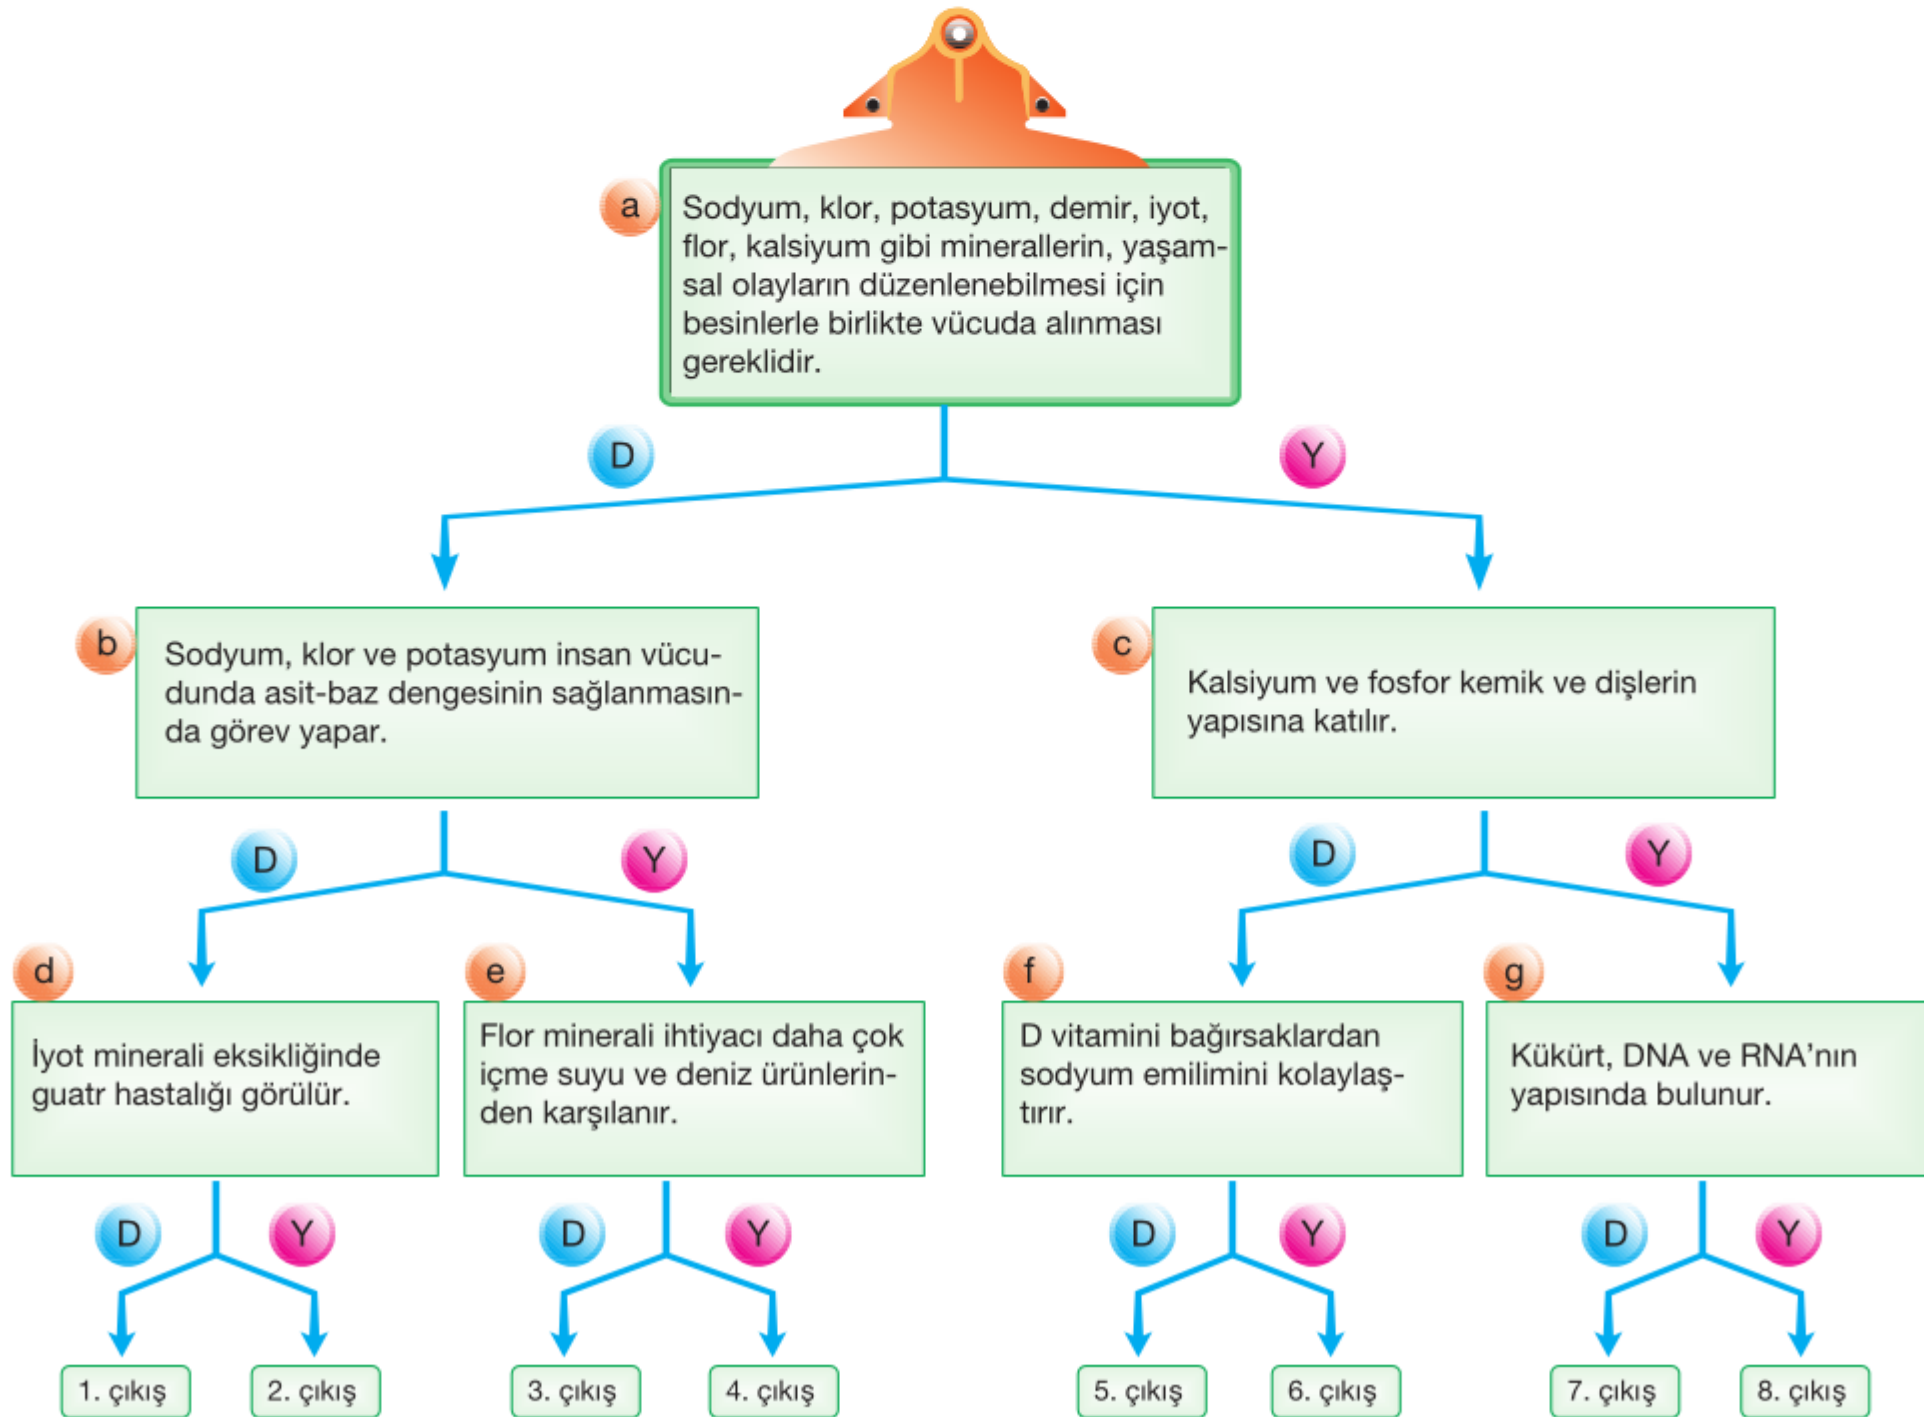 a
Sodyum, klor, potasyum, demir, iyot,
flor, kalsiyum gibi minerallerin, yaşam-
sal olayların düzenlenebilmesi için
besinlerle birlikte vücuda alınması
gereklidir.
D
Y
b
Sodyum, klor ve potasyum insan vücu-
dunda asit-baz dengesinin sağlanmasın-
da görev yapar.
c
Kalsiyum ve fosfor kemik ve dişlerin
yapısına katılır.
D
Y
D
Y
d
İyot minerali eksikliğinde
guatr hastalığı görülür.
e
Flor minerali ihtiyacı daha çok
içme suyu ve deniz ürünlerin-
den karşılanır.
f
D vitamini bağırsaklardan
sodyum emilimini kolaylaş-
tırır.
g
Kükürt, DNA ve RNA’nın
yapısında bulunur.
D
Y
D
Y
D
Y
D
Y
1. çıkış
2. çıkış
3. çıkış
4. çıkış
5. çıkış
6. çıkış
7. çıkış
8. çıkış